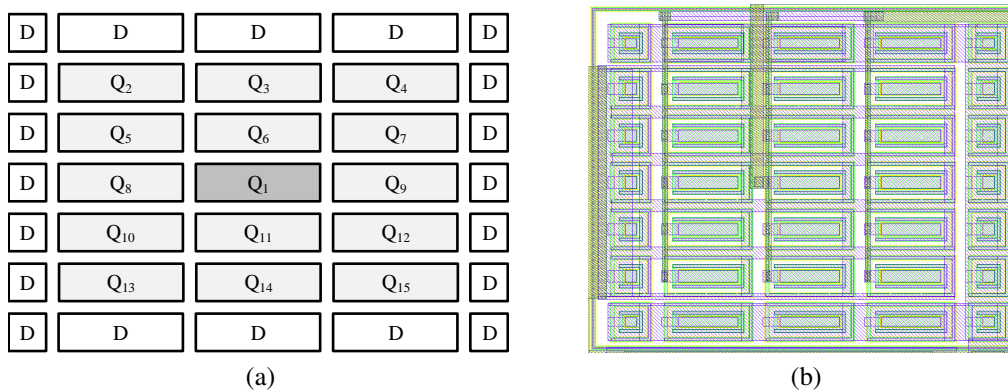 D D D D D
D Q₂ Q₃ Q₄ D
D Q₅ Q₆ Q₇ D
D Q₈ Q₁ Q₉ D
D Q₁₀ Q₁₁ Q₁₂ D
D Q₁₃ Q₁₄ Q₁₅ D
D D D D D
(a) (b)